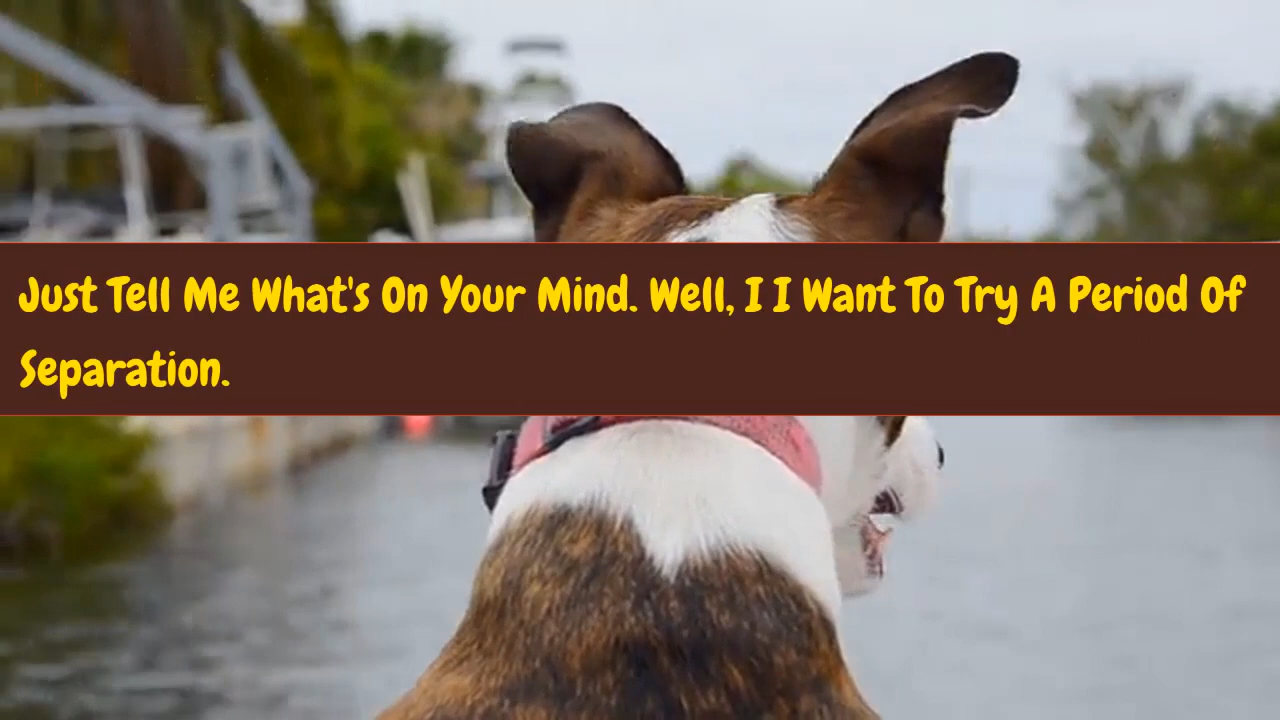 Just Tell Me What's On Your Mind. Well, I I Want To Try A Period Of
Separation.